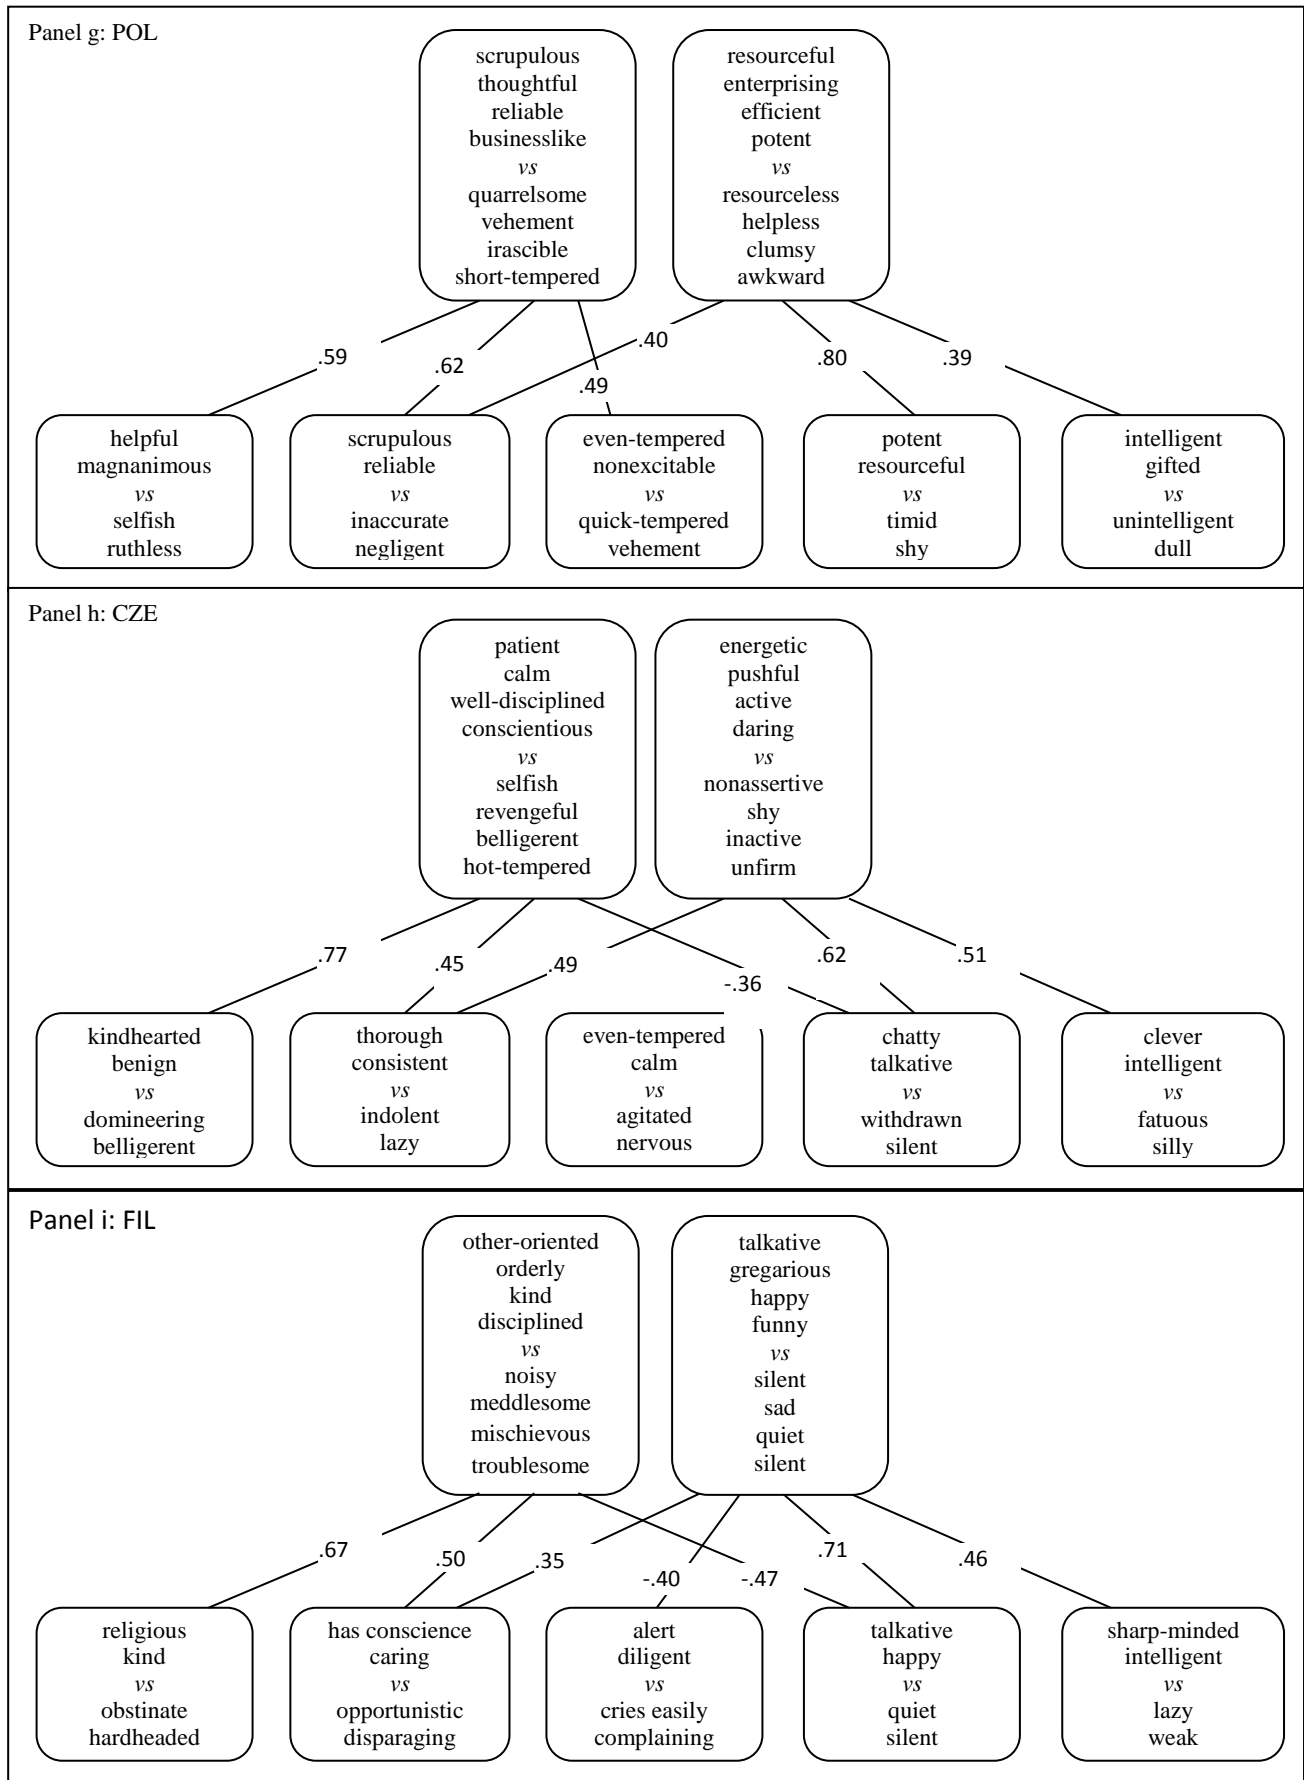 Panel g: POL
scrupulous
thoughtful
reliable
businesslike
vs
quarrelsome
vehement
irascible
short-tempered
resourceful
enterprising
efficient
potent
vs
resourceless
helpless
clumsy
awkward
.59
.62
.40
.49
.80
.39
helpful
magnanimous
vs
selfish
ruthless
scrupulous
reliable
vs
inaccurate
negligent
even-tempered
nonexcitable
vs
quick-tempered
vehement
potent
resourceful
vs
timid
shy
intelligent
gifted
vs
unintelligent
dull
Panel h: CZE
patient
calm
well-disciplined
conscientious
vs
selfish
revengeful
belligerent
hot-tempered
energetic
pushful
active
daring
vs
nonassertive
shy
inactive
unfirm
.77
.45
.49
-.36
.62
.51
kindhearted
benign
vs
domineering
belligerent
thorough
consistent
vs
indolent
lazy
even-tempered
calm
vs
agitated
nervous
chatty
talkative
vs
withdrawn
silent
clever
intelligent
vs
fatuous
silly
Panel i: FIL
other-oriented
orderly
kind
disciplined
vs
noisy
meddlesome
mischievous
troublesome
talkative
gregarious
happy
funny
vs
silent
sad
quiet
silent
.67
.50
.35
-.40
-.47
.71
.46
religious
kind
vs
obstinate
hardheaded
has conscience
caring
vs
opportunistic
disparaging
alert
diligent
vs
cries easily
complaining
talkative
happy
vs
quiet
silent
sharp-minded
intelligent
vs
lazy
weak